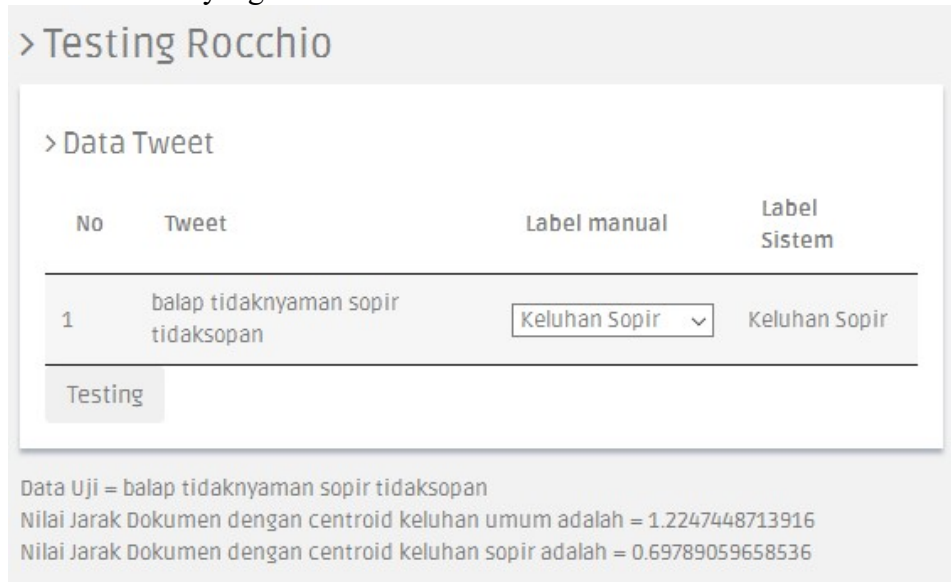 > Testing Rocchio
> Data Tweet
No Tweet Label manual Label Sistem
1 balap tidaknyaman sopir tidaksopan Keluhan Sopir Keluhan Sopir
Testing
Data Uji = balap tidaknyaman sopir tidaksopan
Nilai Jarak Dokumen dengan centroid keluhan umum adalah = 1.2247448713916
Nilai Jarak Dokumen dengan centroid keluhan sopir adalah = 0.69789059658536